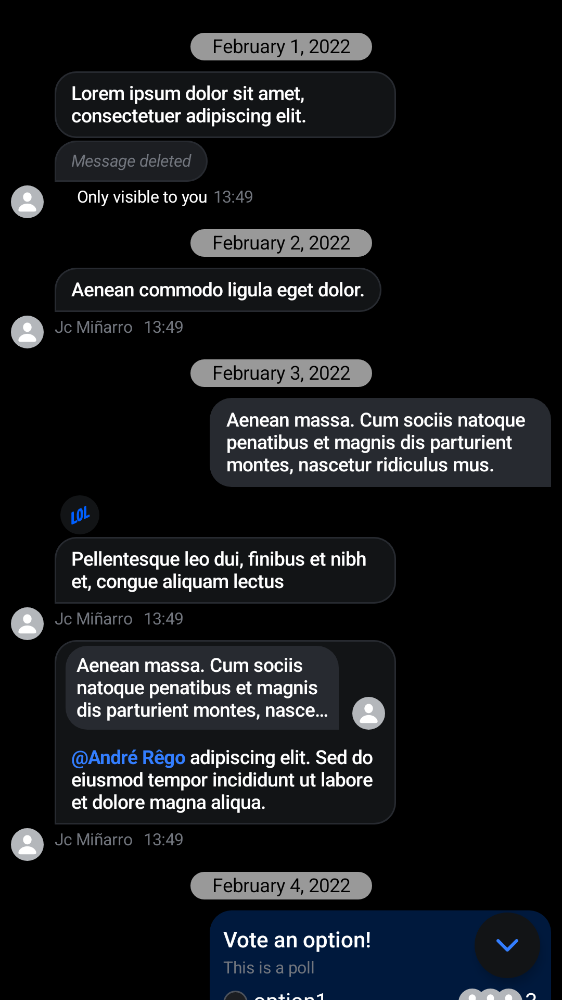 February 1, 2022
Lorem ipsum dolor sit amet,
consectetuer adipiscing elit.
Message deleted
Only visible to you 13:49
February 2, 2022
Aenean commodo ligula eget dolor.
Jc Miñarro 13:49
February 3, 2022
Aenean massa. Cum sociis natoque
penatibus et magnis dis parturient
montes, nascetur ridiculus mus.
LOL
Pellentesque leo dui, finibus et nibh
et, congue aliquam lectus
Jc Miñarro 13:49
Aenean massa. Cum sociis
natoque penatibus et magnis
dis parturient montes, nasce...
@André Rêgo adipiscing elit. Sed do
eiusmod tempor incididunt ut labore
et dolore magna aliqua.
Jc Miñarro 13:49
February 4, 2022
Vote an option!
This is a poll
option1